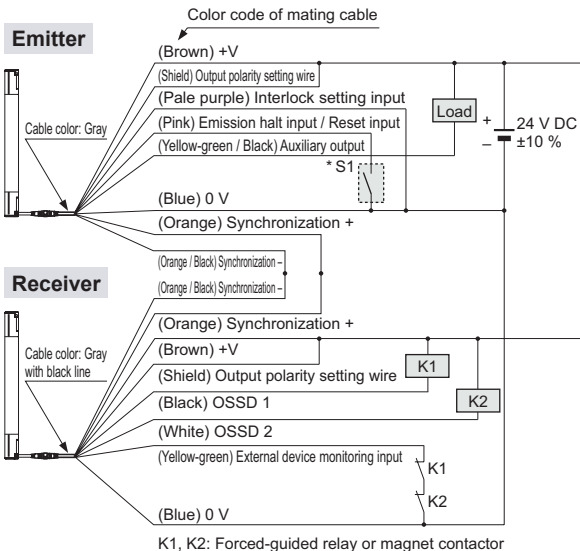 Color code of mating cable
Emitter
(Brown) +V
(Shield) Output polarity setting wire
(Pale purple) Interlock setting input
(Pink) Emission halt input / Reset input
Load
+
24 V DC
Cable color: Gray
–
±10 %
(Yellow-green / Black) Auxiliary output
* S1
(Blue) 0 V
(Orange) Synchronization +
(Orange / Black) Synchronization –
Receiver
(Orange / Black) Synchronization –
(Orange) Synchronization +
Cable color: Gray
with black line
(Brown) +V
K1
(Shield) Output polarity setting wire
(Black) OSSD 1
K2
(White) OSSD 2
(Yellow-green) External device monitoring input
K1
K2
(Blue) 0 V
K1, K2: Forced-guided relay or magnet contactor